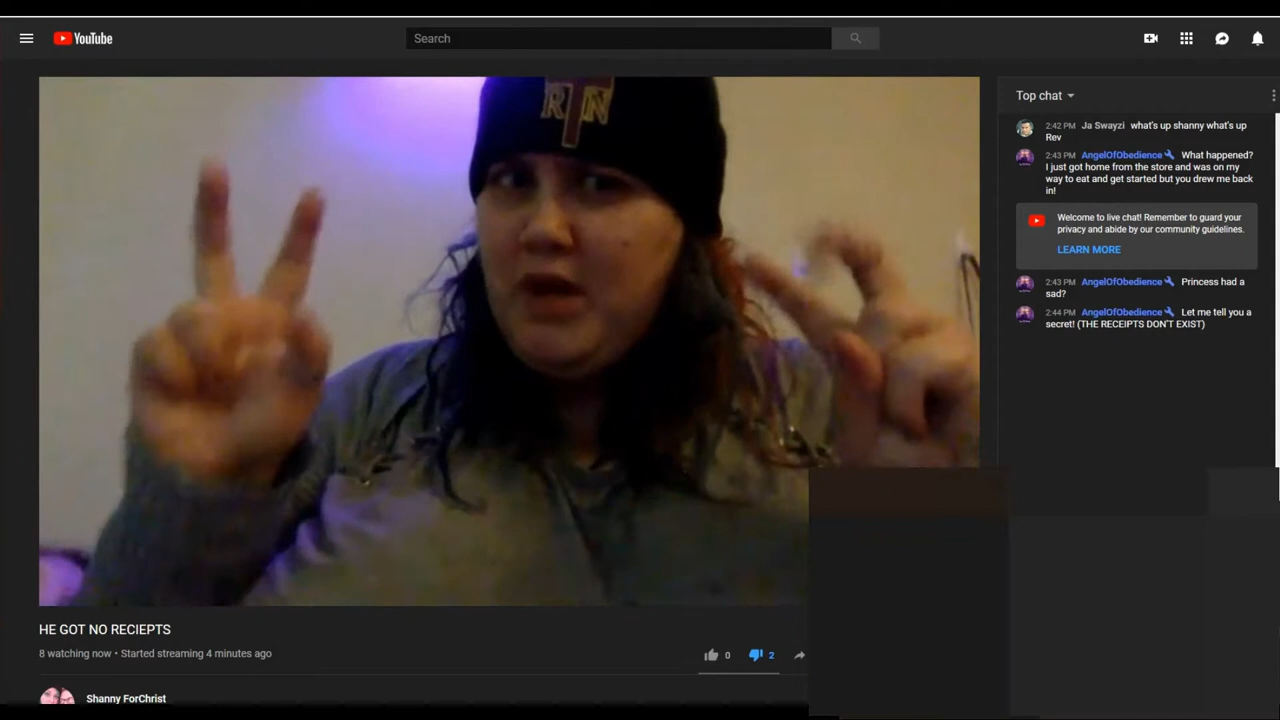 YouTube
Search
RTN
Top chat
2:42 PM Ja Swayzi what's up shanny what's up
Rev
2:43 PM AngelOfObedience What happened?
I just got home from the store and was on my
way to eat and get started but you drew me back
in!
Welcome to live chat! Remember to guard your
privacy and abide by our community guidelines.
LEARN MORE
2:43 PM AngelOfObedience Princess had a
sad?
2:44 PM AngelOfObedience Let me tell you a
secret! (THE RECEIPTS DON'T EXIST)
HE GOT NO RECIEPTS
8 watching now • Started streaming 4 minutes ago
0
2
Shanny ForChrist